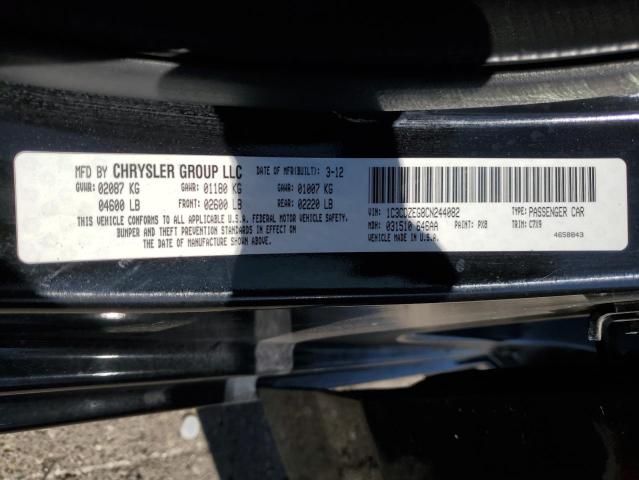 MFD BY CHRYSLER GROUP LLC DATE OF MFR(BUILT): 3-12
GVWR: 02087 KG GAWR: 01180 KG GAWR: 01007 KG
04600 LB FRONT: 02600 LB REAR: 02220 LB
THIS VEHICLE CONFORMS TO ALL APPLICABLE U.S.A. FEDERAL MOTOR VEHICLE SAFETY,
BUMPER AND THEFT PREVENTION STANDARDS IN EFFECT ON
THE DATE OF MANUFACTURE SHOWN ABOVE.
VIN: 1C3CDZEG8CN244082 TYPE: PASSENGER CAR
MDH: 031510 646AA PAINT: PX8 TRIM: C7X9
VEHICLE MADE IN U.S.A. 4658043